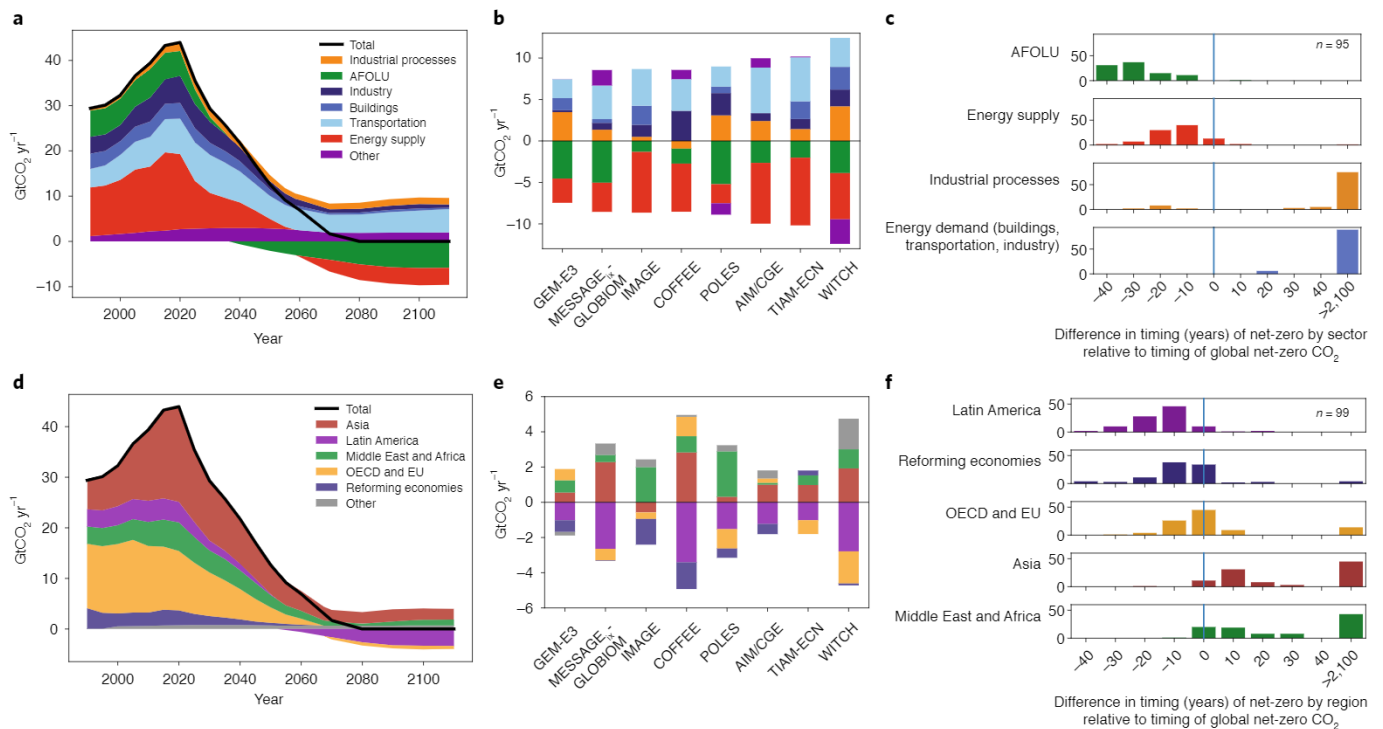 a
GtCO2 yr−1
40
30
20
10
0
−10
2000
2020
2040
2060
2080
2100
Year
Total
Industrial processes
AFOLU
Industry
Buildings
Transportation
Energy supply
Other
b
GtCO2 yr−1
10
5
0
−5
−10
GEM-E3
MESSAGEix-
GLOBIOM
IMAGE
COFFEE
POLES
AIM/CGE
TIAM-ECN
WITCH
c
AFOLU
50
0
n = 95
Energy supply
50
0
Industrial processes
50
0
Energy demand (buildings,
transportation, industry)
50
0
−40
−30
−20
−10
0
10
20
30
40
>2,100
Difference in timing (years) of net-zero by sector
relative to timing of global net-zero CO2
d
GtCO2 yr−1
40
30
20
10
0
2000
2020
2040
2060
2080
2100
Year
Total
Asia
Latin America
Middle East and Africa
OECD and EU
Reforming economies
Other
e
GtCO2 yr−1
6
4
2
0
−2
−4
−6
GEM-E3
MESSAGEix-
GLOBIOM
IMAGE
COFFEE
POLES
AIM/CGE
TIAM-ECN
WITCH
f
Latin America
50
0
n = 99
Reforming economies
50
0
OECD and EU
50
0
Asia
50
0
Middle East and Africa
50
0
−40
−30
−20
−10
0
10
20
30
40
>2,100
Difference in timing (years) of net-zero by region
relative to timing of global net-zero CO2